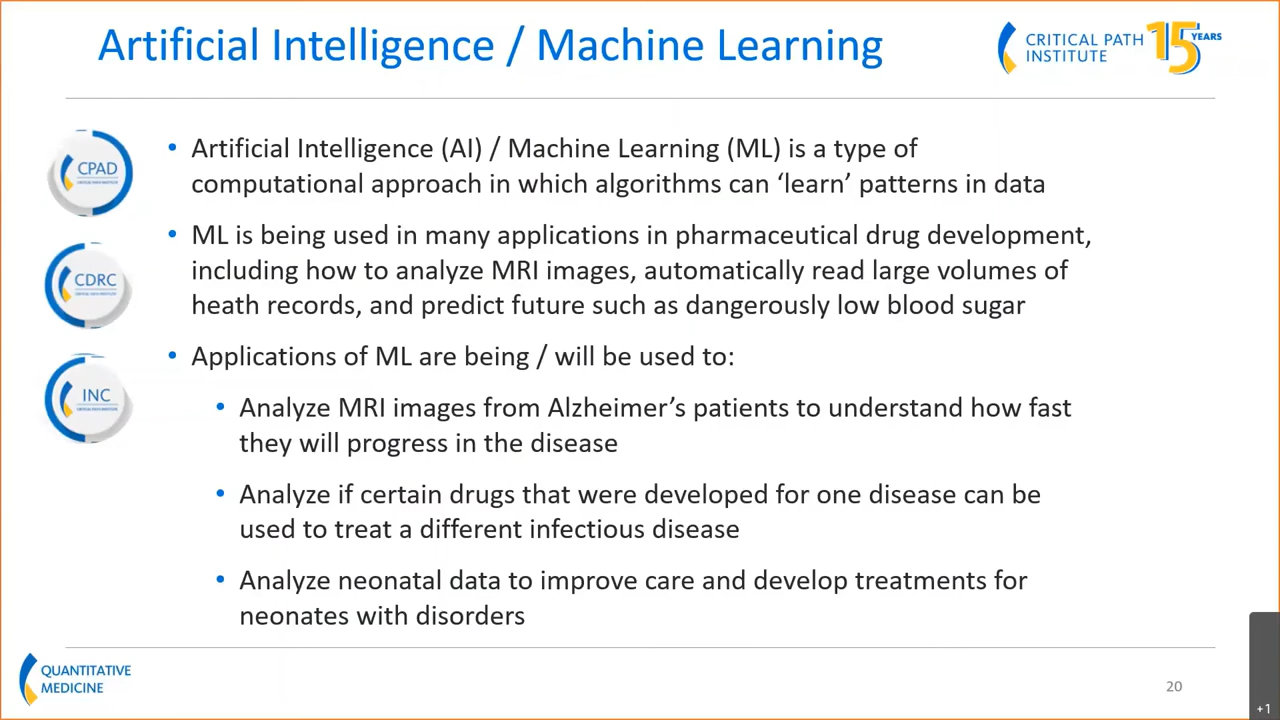 Artificial Intelligence / Machine Learning
CRITICAL PATH
INSTITUTE
15 YEARS
CPAD
• Artificial Intelligence (AI) / Machine Learning (ML) is a type of
computational approach in which algorithms can ‘learn’ patterns in data
CDRC
• ML is being used in many applications in pharmaceutical drug development,
including how to analyze MRI images, automatically read large volumes of
heath records, and predict future such as dangerously low blood sugar
INC
• Applications of ML are being / will be used to:
• Analyze MRI images from Alzheimer’s patients to understand how fast
they will progress in the disease
• Analyze if certain drugs that were developed for one disease can be
used to treat a different infectious disease
• Analyze neonatal data to improve care and develop treatments for
neonates with disorders
QUANTITATIVE
MEDICINE
20
+1